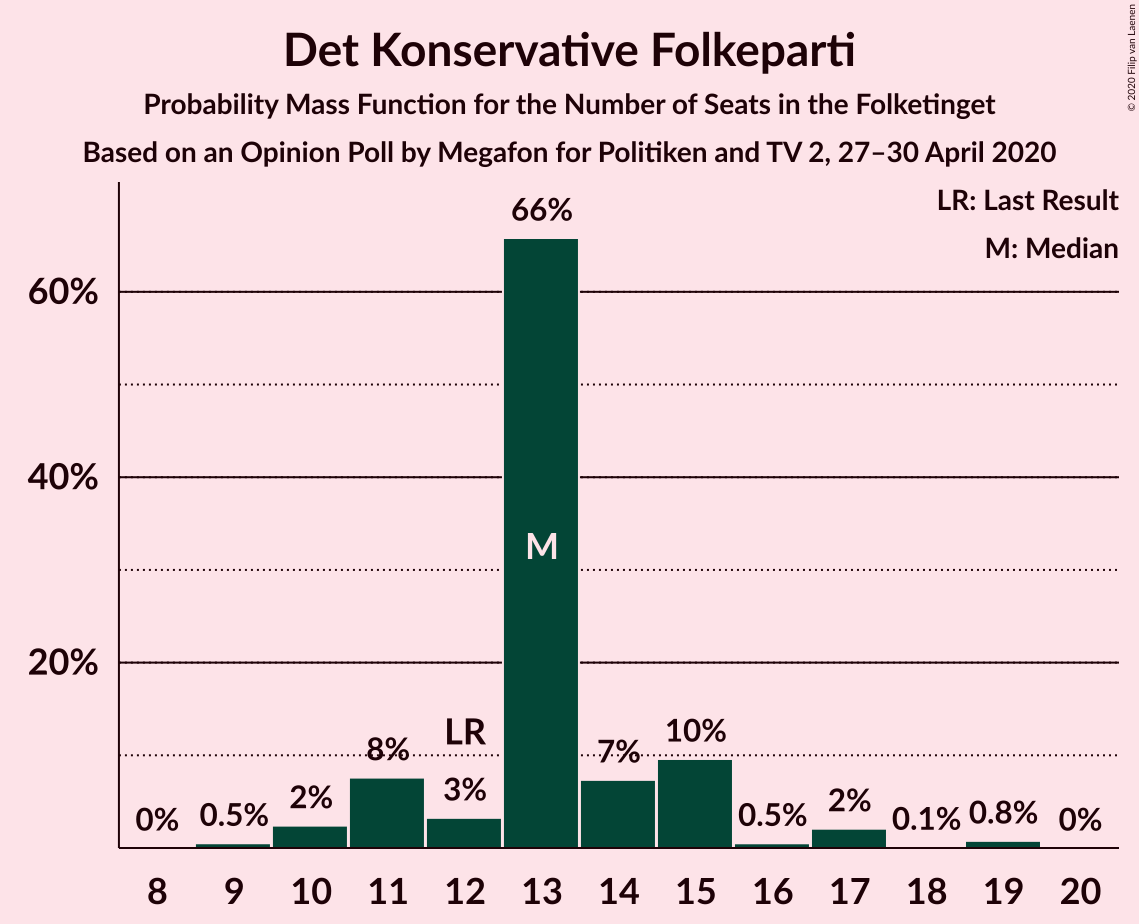 Det Konservative Folkeparti
Probability Mass Function for the Number of Seats in the Folketinget
Based on an Opinion Poll by Megafon for Politiken and TV 2, 27–30 April 2020
© 2020 Filip van Laenen
LR: Last Result
M: Median
60%
40%
20%
0%
0.5%
2%
8%
LR
3%
66%
M
7%
10%
0.5%
2%
0.1%
0.8%
0%
8 9 10 11 12 13 14 15 16 17 18 19 20